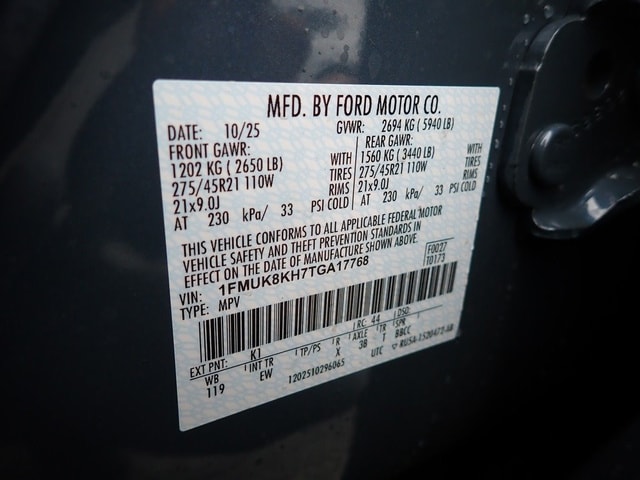 MFD. BY FORD MOTOR CO.
DATE: 10/25 GVWR: 2694 KG ( 5940 LB)
FRONT GAWR: REAR GAWR:
1202 KG ( 2650 LB) WITH 1560 KG ( 3440 LB) WITH
275/45R21 110W TIRES 275/45R21 110W TIRES
21x9.0J RIMS 21x9.0J RIMS
AT 230 kPa/ 33 PSI COLD AT 230 kPa/ 33 PSI COLD
THIS VEHICLE CONFORMS TO ALL APPLICABLE FEDERAL MOTOR
VEHICLE SAFETY AND THEFT PREVENTION STANDARDS IN
EFFECT ON THE DATE OF MANUFACTURE SHOWN ABOVE.
F0027
VIN: 1FMUK8KH7TGA17768 T0173
TYPE: MPV
EXT PNT: K1 RC: 44 DSO:
WB INT TR TP/PS R AXLE TR SPR
119 EW X 3B T BBCC
1202510296065 UTC